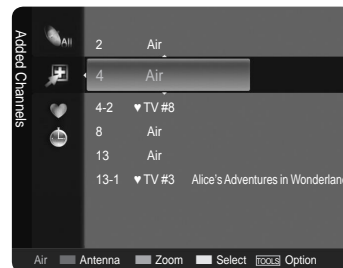 Added Channels
All
2 Air
4 Air
4-2 ♥ TV #8
8 Air
13 Air
13-1 ♥ TV #3 Alice's Adventures in Wonderlan
Air Antenna Zoom Select TOOLS Option